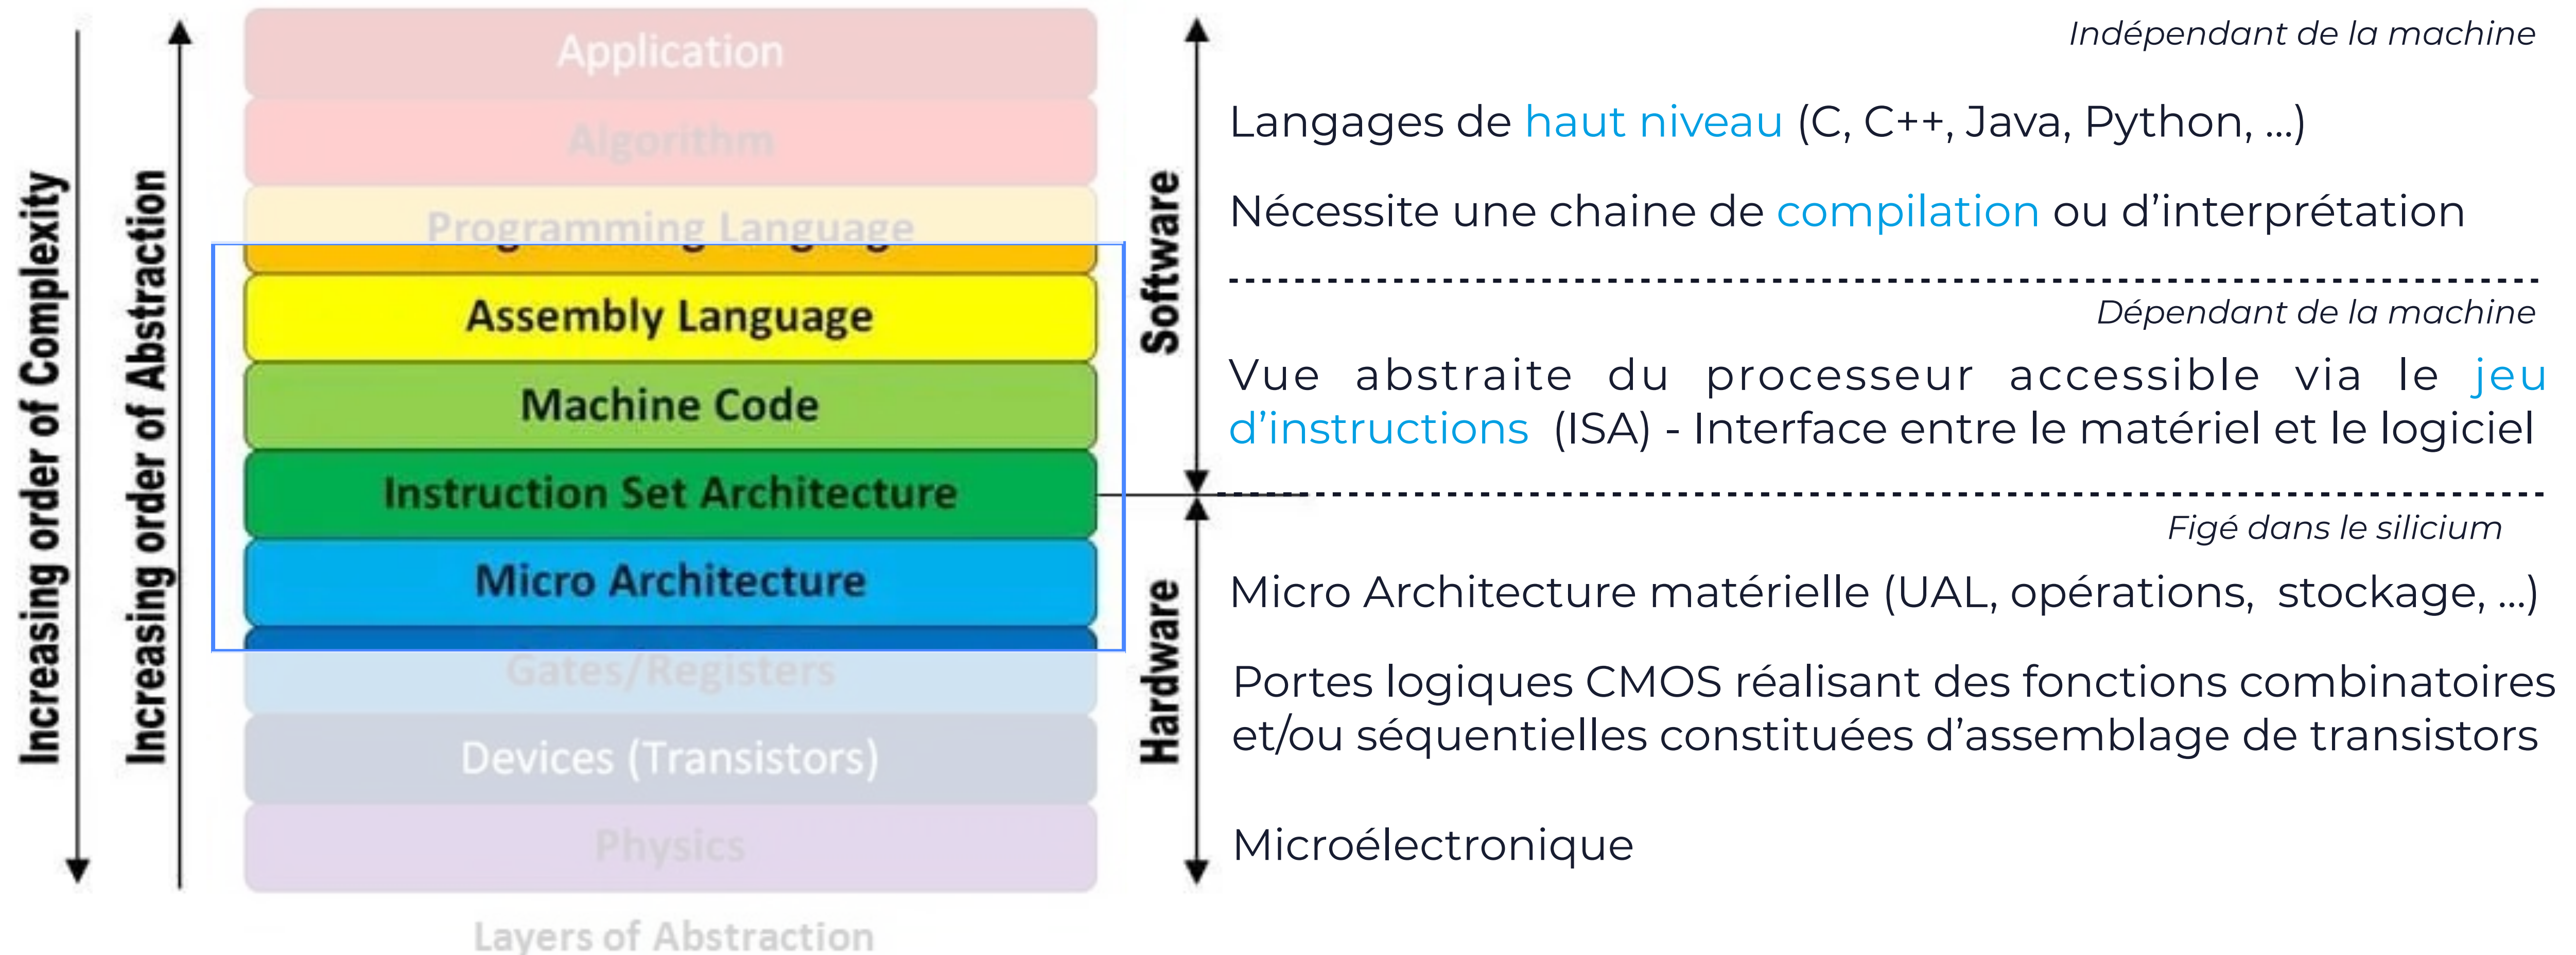 Increasing order of Complexity
Increasing order of Abstraction
Application
Algorithm
Programming Language
Assembly Language
Machine Code
Instruction Set Architecture
Micro Architecture
Gates/Registers
Devices (Transistors)
Physics
Layers of Abstraction
Software
Hardware
Indépendant de la machine
Langages de haut niveau (C, C++, Java, Python, ...)
Nécessite une chaine de compilation ou d’interprétation
Dépendant de la machine
Vue abstraite du processeur accessible via le jeu
d’instructions (ISA) - Interface entre le matériel et le logiciel
Figé dans le silicium
Micro Architecture matérielle (UAL, opérations, stockage, ...)
Portes logiques CMOS réalisant des fonctions combinatoires
et/ou séquentielles constituées d’assemblage de transistors
Microélectronique